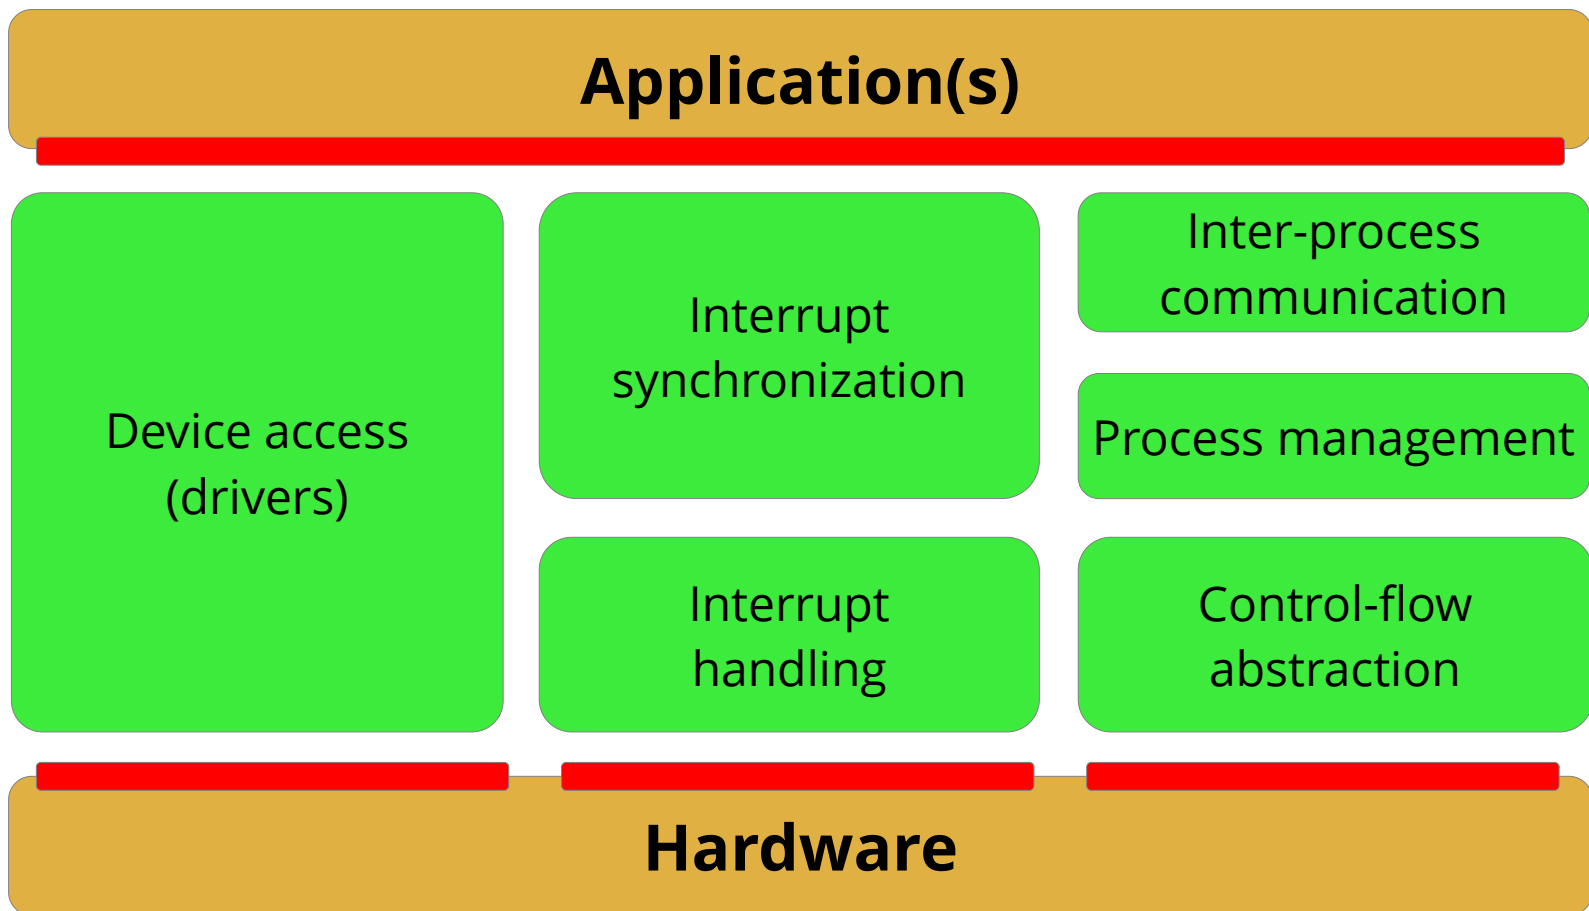 Application(s)
Device access
(drivers)
Interrupt
synchronization
Interrupt
handling
Inter-process
communication
Process management
Control-flow
abstraction
Hardware